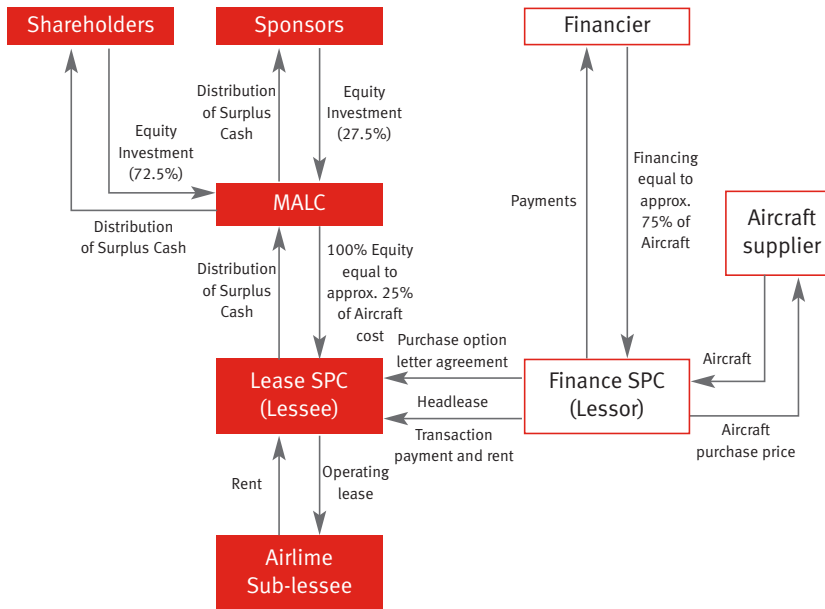 Shareholders
Sponsors
Financier
Distribution
of Surplus
Cash
Equity
Investment
(27.5%)
Equity
Investment
(72.5%)
Financing
equal to
approx.
75% of
Aircraft
Payments
MALC
Aircraft
supplier
Distribution
of Surplus Cash
Distribution
of Surplus
Cash
100% Equity
equal to
approx. 25%
of Aircraft
cost
Purchase option
letter agreement
Aircraft
Lease SPC
(Lessee)
Headlease
Finance SPC
(Lessor)
Transaction
payment and rent
Aircraft
purchase price
Rent
Operating
lease
Airlime
Sub-lessee